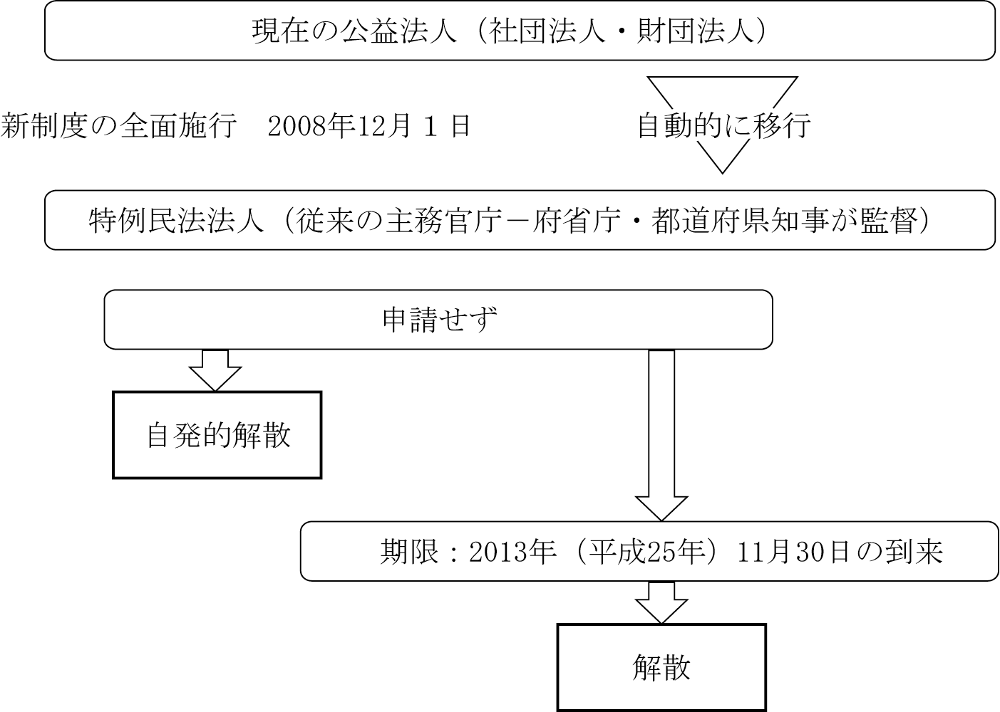 現在の公益法人（社団法人・財団法人）
新制度の全面施行　2008年12月１日
自動的に移行
特例民法法人（従来の主務官庁－府省庁・都道府県知事が監督）
申請せず
自発的解散
期限：2013年（平成25年）11月30日の到来
解散